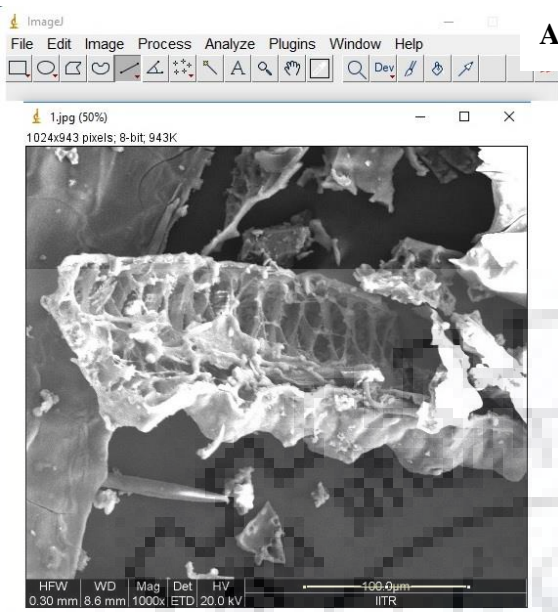 ImageJ
A
File Edit Image Process Analyze Plugins Window Help
A Dev
1.jpg (50%)
1024x943 pixels; 8-bit; 943K
HFW WD Mag Det HV 100.0µm
0.30 mm 8.6 mm 1000x ETD 20.0 kV IITR